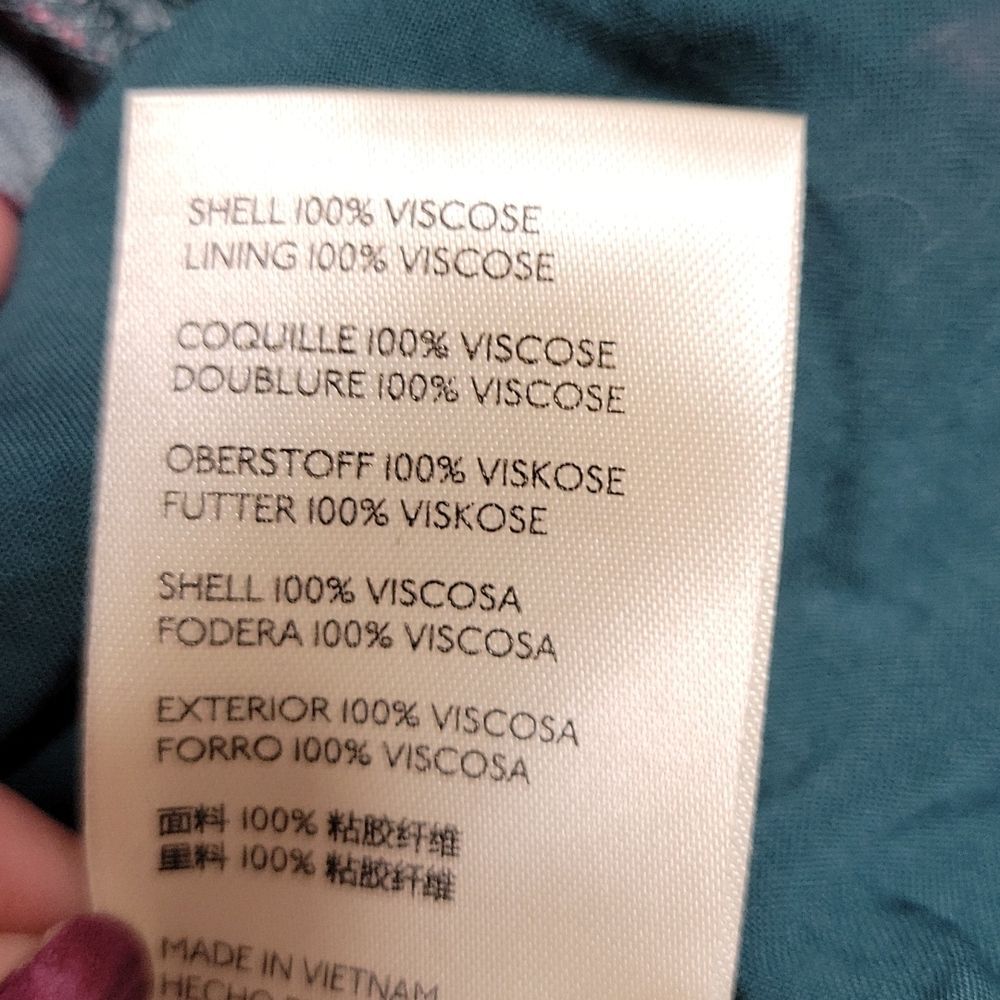 SHELL 100% VISCOSE
LINING 100% VISCOSE
COQUILLE 100% VISCOSE
DOUBLURE 100% VISCOSE
OBERSTOFF 100% VISKOSE
FUTTER 100% VISKOSE
SHELL 100% VISCOSA
FODERA 100% VISCOSA
EXTERIOR 100% VISCOSA
FORRO 100% VISCOSA
面料 100% 粘胶纤维
里料 100% 粘胶纤维
MADE IN VIETNAM
HECHO